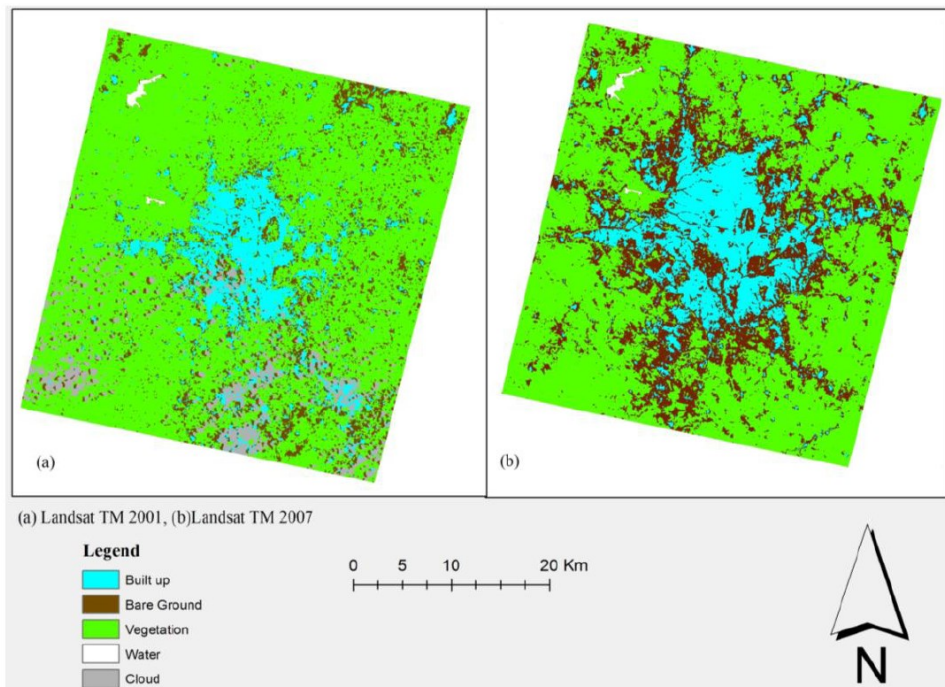 (a)
(b)
(a) Landsat TM 2001, (b)Landsat TM 2007
Legend
Built up
Bare Ground
Vegetation
Water
Cloud
0 5 10 20 Km
N